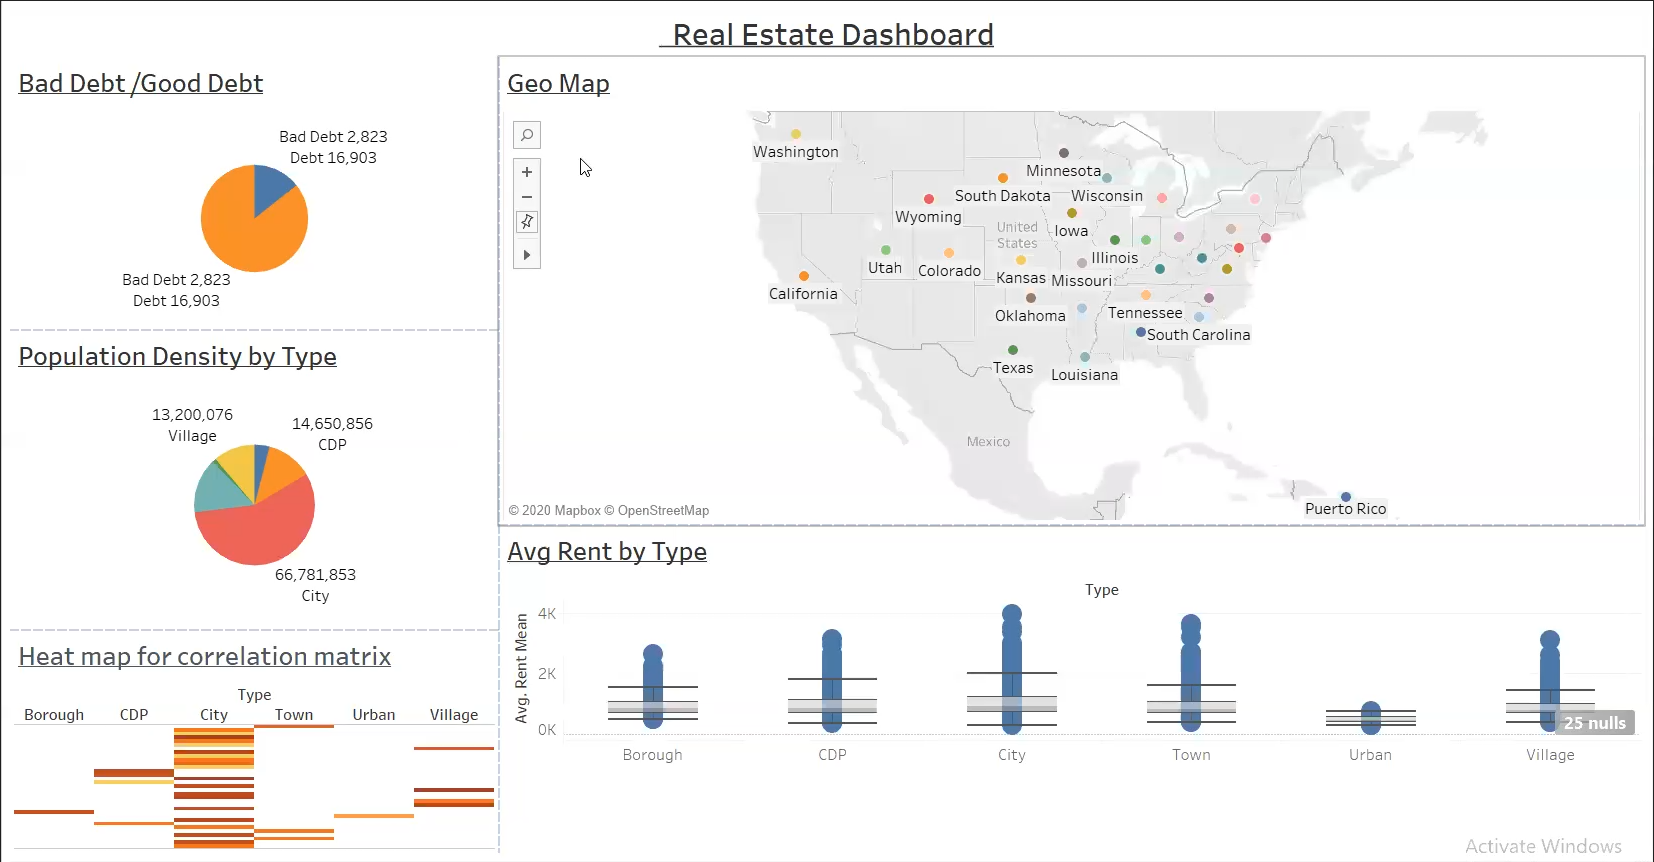 Real Estate Dashboard
Bad Debt /Good Debt
Bad Debt 2,823
Debt 16,903
Bad Debt 2,823
Debt 16,903
Population Density by Type
13,200,076
Village
14,650,856
CDP
66,781,853
City
Heat map for correlation matrix
Type
Borough CDP City Town Urban Village
Geo Map
Washington
Minnesota
South Dakota Wisconsin
Wyoming
United
States
Iowa
Illinois
Utah Colorado Kansas Missouri
California
Oklahoma Tennessee
South Carolina
Texas Louisiana
Mexico
Puerto Rico
© 2020 Mapbox © OpenStreetMap
Avg Rent by Type
Type
Avg. Rent Mean
4K
2K
0K
25 nulls
Borough CDP City Town Urban Village
Activate Windows